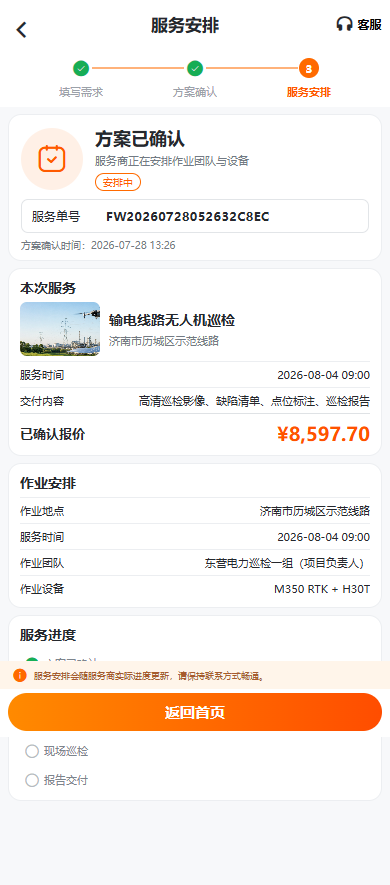 服务安排
客服
3
填写需求
方案确认
服务安排
方案已确认
服务商正在安排作业团队与设备
安排中
服务单号 FW20260728052632C8EC
方案确认时间：2026-07-28 13:26
本次服务
输电线路无人机巡检
济南市历城区示范线路
服务时间 2026-08-04 09:00
交付内容 高清巡检影像、缺陷清单、点位标注、巡检报告
已确认报价 ¥8,597.70
作业安排
作业地点 济南市历城区示范线路
服务时间 2026-08-04 09:00
作业团队 东营电力巡检一组（项目负责人）
作业设备 M350 RTK + H30T
服务进度
服务安排会随服务商实际进度更新，请保持联系方式畅通。
返回首页
现场巡检
报告交付